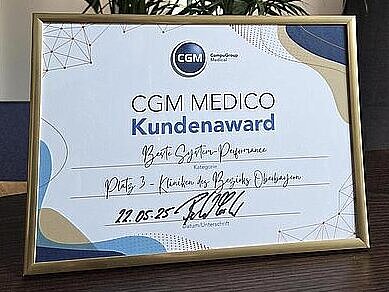 CGM
CompuGroup
Medical
CGM MEDICO
Kundenaward
Beste System-Performance
Kategorie
Platz 3 - Kliniken des Bezirks Oberbayern
22.05.25
Datum/Unterschrift